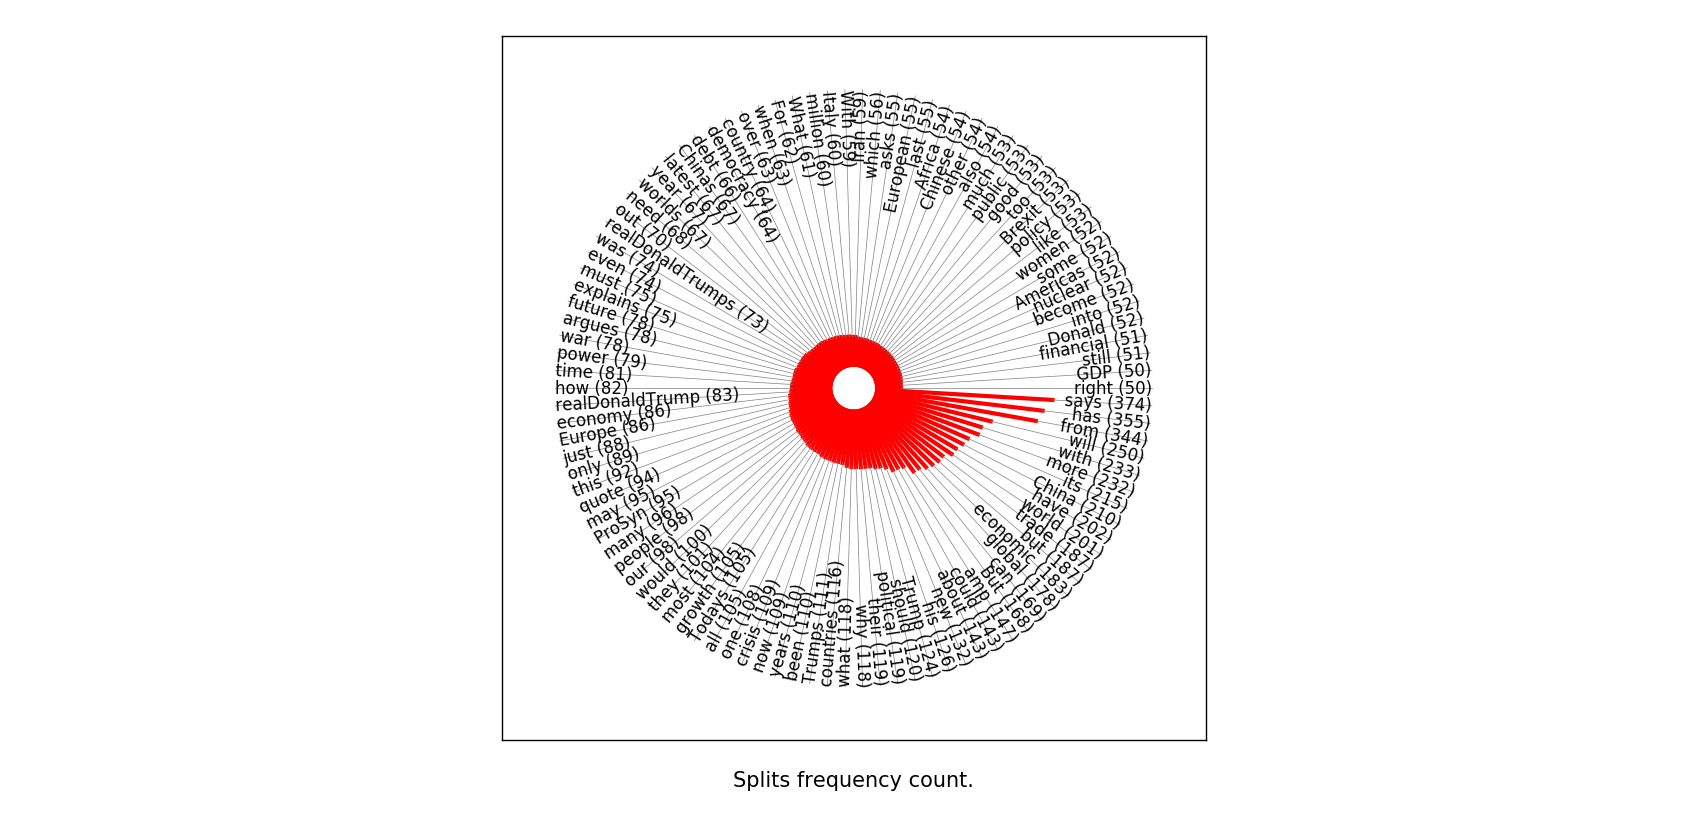 says (374)
has (355)
from (344)
will (250)
with (233)
more (232)
its (215)
China (210)
have (202)
world (201)
trade (187)
but (187)
economic (183)
global (178)
can (169)
But (168)
amp (147)
could (143)
about (143)
new (132)
his (126)
Trump (124)
should (120)
political (119)
their (119)
why (118)
what (118)
countries (116)
Trumps (111)
been (110)
years (110)
now (109)
crisis (109)
one (108)
all (105)
Todays (105)
growth (105)
most (104)
they (101)
would (100)
our (98)
people (98)
many (96)
ProSyn (95)
may (95)
quote (94)
this (92)
only (89)
just (88)
Europe (86)
economy (86)
realDonaldTrump (83)
how (82)
time (81)
power (79)
war (78)
argues (78)
future (78)
explains (75)
must (75)
even (74)
was (74)
realDonaldTrumps (73)
out (70)
need (68)
worlds (67)
year (67)
latest (67)
Chinas (67)
debt (66)
democracy (64)
country (64)
over (63)
when (63)
For (62)
What (61)
million (60)
Italy (60)
With (59)
Iran (59)
which (56)
asks (55)
European (55)
last (55)
Africa (54)
Chinese (54)
other (54)
also (54)
much (53)
public (53)
good (53)
too (53)
Brexit (53)
policy (53)
like (52)
women (52)
some (52)
Americas (52)
nuclear (52)
become (52)
into (52)
Donald (52)
financial (51)
still (51)
GDP (50)
right (50)
Splits frequency count.